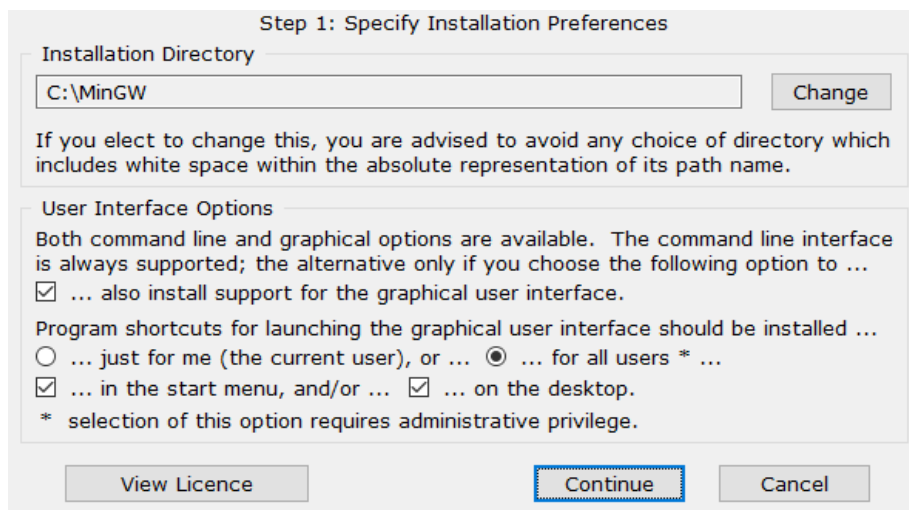 Step 1: Specify Installation Preferences
Installation Directory
C:\MinGW
Change
If you elect to change this, you are advised to avoid any choice of directory which
includes white space within the absolute representation of its path name.
User Interface Options
Both command line and graphical options are available.  The command line interface
is always supported; the alternative only if you choose the following option to ...
... also install support for the graphical user interface.
Program shortcuts for launching the graphical user interface should be installed ...
... just for me (the current user), or ... ... for all users * ...
... in the start menu, and/or ... ... on the desktop.
* selection of this option requires administrative privilege.
View Licence
Continue
Cancel